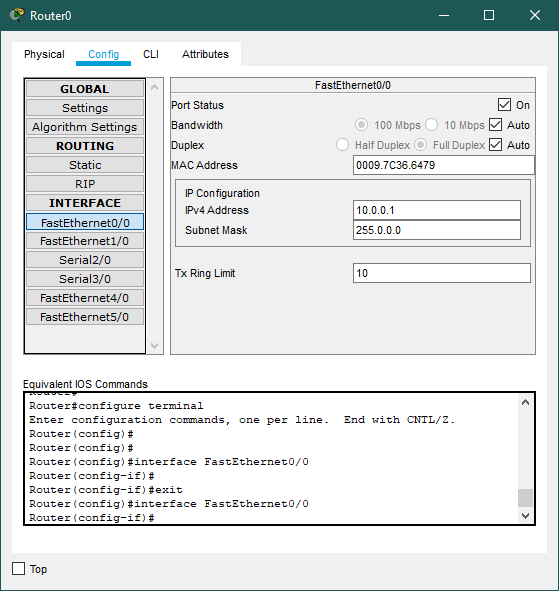 Router0
Physical Config CLI Attributes
GLOBAL
Settings
Algorithm Settings
ROUTING
Static
RIP
INTERFACE
FastEthernet0/0
FastEthernet1/0
Serial2/0
Serial3/0
FastEthernet4/0
FastEthernet5/0
FastEthernet0/0
Port Status On
Bandwidth 100 Mbps 10 Mbps Auto
Duplex Half Duplex Full Duplex Auto
MAC Address 0009.7C36.6479
IP Configuration
IPv4 Address 10.0.0.1
Subnet Mask 255.0.0.0
Tx Ring Limit 10
Equivalent IOS Commands
Router#
Router#configure terminal
Enter configuration commands, one per line.  End with CNTL/Z.
Router(config)#
Router(config)#
Router(config)#interface FastEthernet0/0
Router(config-if)#
Router(config-if)#exit
Router(config)#interface FastEthernet0/0
Router(config-if)#
Top